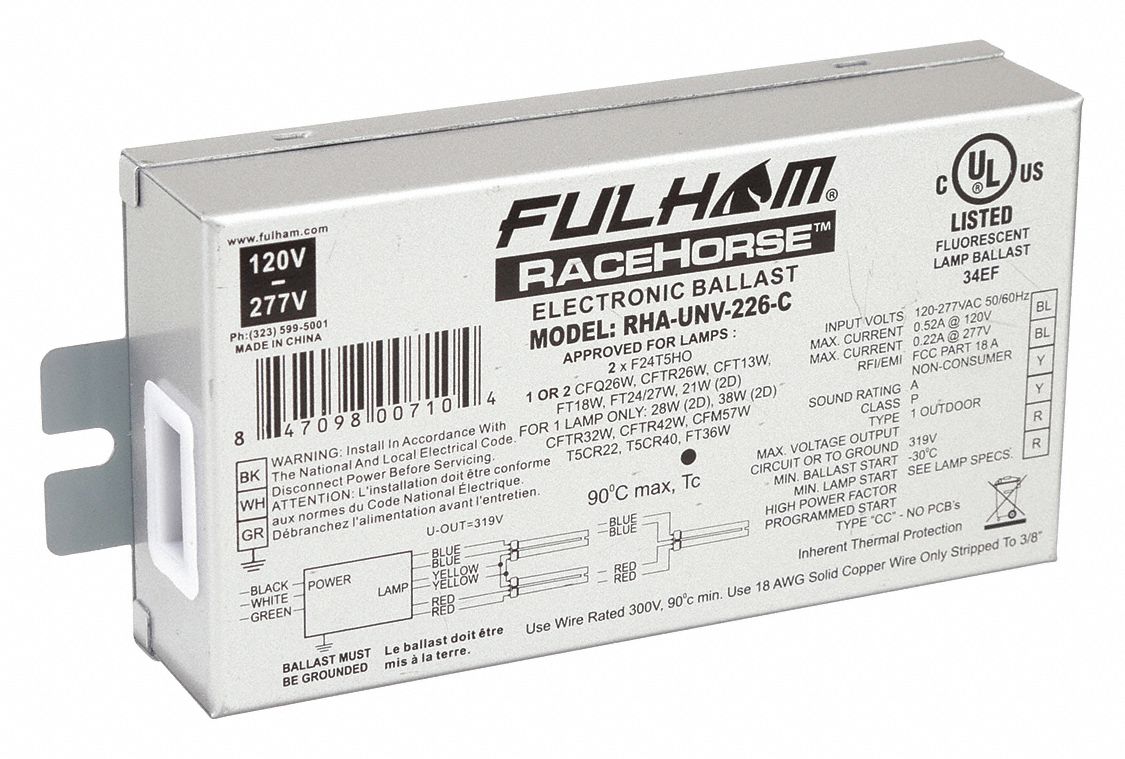 www.fulham.com
120V
–
277V
Ph:(323) 599-5001
MADE IN CHINA
8 47098 00710 4
FULHAM®
RACEHORSE™
ELECTRONIC BALLAST
MODEL: RHA-UNV-226-C
APPROVED FOR LAMPS :
2 x F24T5HO
1 OR 2 CFQ26W, CFTR26W, CFT13W,
FT18W, FT24/27W, 21W (2D)
FOR 1 LAMP ONLY: 28W (2D), 38W (2D)
CFTR32W, CFTR42W, CFM57W
T5CR22, T5CR40, FT36W
90°C max, Tc
C UL US
LISTED
FLUORESCENT
LAMP BALLAST
34EF
INPUT VOLTS 120-277VAC 50/60Hz
MAX. CURRENT 0.52A @ 120V
MAX. CURRENT 0.22A @ 277V
RFI/EMI FCC PART 18 A
NON-CONSUMER
SOUND RATING A
CLASS P
TYPE 1 OUTDOOR
MAX. VOLTAGE OUTPUT
CIRCUIT OR TO GROUND 319V
MIN. BALLAST START -30°C
MIN. LAMP START SEE LAMP SPECS.
HIGH POWER FACTOR
PROGRAMMED START
TYPE "CC" - NO PCB's
Inherent Thermal Protection
BL
BL
Y
Y
R
R
BK
WH
GR
WARNING: Install In Accordance With
The National And Local Electrical Code.
Disconnect Power Before Servicing.
ATTENTION: L'installation doit être conforme
aux normes du Code National Électrique.
Débranchez l'alimentation avant l'entretien.
U-OUT=319V
BLACK
WHITE
GREEN
POWER
LAMP
BLUE
BLUE
YELLOW
YELLOW
RED
RED
BLUE
BLUE
RED
RED
BALLAST MUST
BE GROUNDED
Le ballast doit être
mis à la terre.
Use Wire Rated 300V, 90°c min. Use 18 AWG Solid Copper Wire Only Stripped To 3/8"